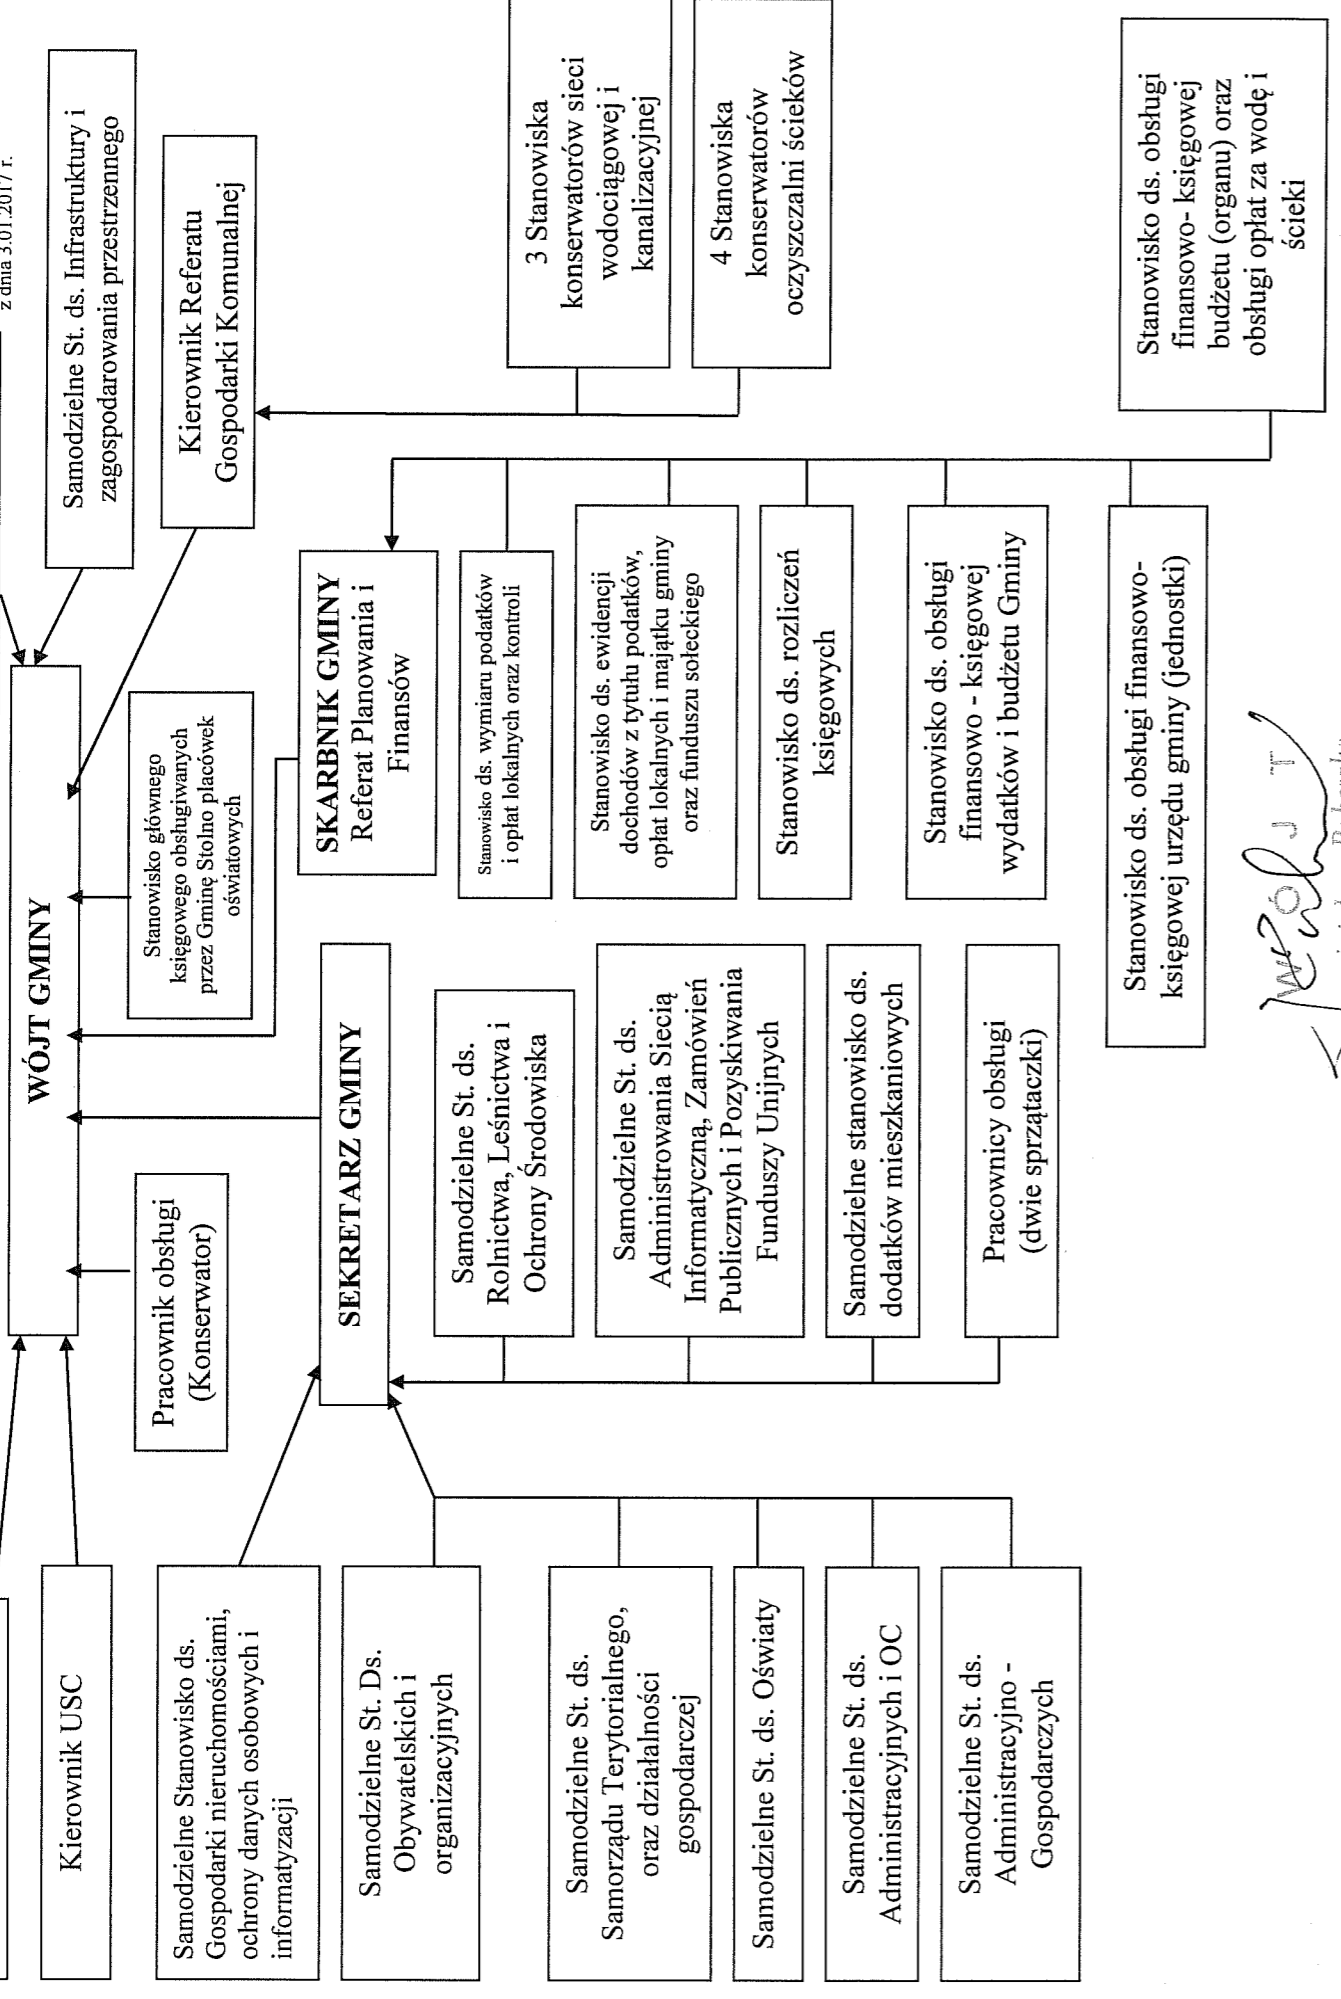 z dnia 3.01.2017 r.
WÓJT GMINY
Samodzielne St. ds. Infrastruktury i
zagospodarowania przestrzennego
Kierownik USC
Pracownik obsługi
(Konserwator)
Stanowisko głównego
księgowego obsługiwanych
przez Gminę Stolno placówek
oświatowych
Kierownik Referatu
Gospodarki Komunalnej
Samodzielne Stanowisko ds.
Gospodarki nieruchomościami,
ochrony danych osobowych i
informatyzacji
SEKRETARZ GMINY
SKARBNIK GMINY
Referat Planowania i
Finansów
Samodzielne St. Ds.
Obywatelskich i
organizacyjnych
Samodzielne St. ds.
Rolnictwa, Leśnictwa i
Ochrony Środowiska
Stanowisko ds. wymiaru podatków
i opłat lokalnych oraz kontroli
3 Stanowiska
konserwatorów sieci
wodociągowej i
kanalizacyjnej
Samodzielne St. ds.
Samorządu Terytorialnego,
oraz działalności
gospodarczej
Samodzielne St. ds.
Administrowania Siecią
Informatyczną, Zamówień
Publicznych i Pozyskiwania
Funduszy Unijnych
Stanowisko ds. ewidencji
dochodów z tytułu podatków,
opłat lokalnych i majątku gminy
oraz funduszu sołeckiego
4 Stanowiska
konserwatorów
oczyszczalni ścieków
Samodzielne St. ds. Oświaty
Stanowisko ds. rozliczeń
księgowych
Samodzielne St. ds.
Administracyjnych i OC
Samodzielne stanowisko ds.
dodatków mieszkaniowych
Stanowisko ds. obsługi
finansowo - księgowej
wydatków i budżetu Gminy
Samodzielne St. ds.
Administracyjno -
Gospodarczych
Pracownicy obsługi
(dwie sprzątaczki)
Stanowisko ds. obsługi finansowo-
księgowej urzędu gminy (jednostki)
Stanowisko ds. obsługi
finansowo- księgowej
budżetu (organu) oraz
obsługi opłat za wodę i
ścieki
WÓJT